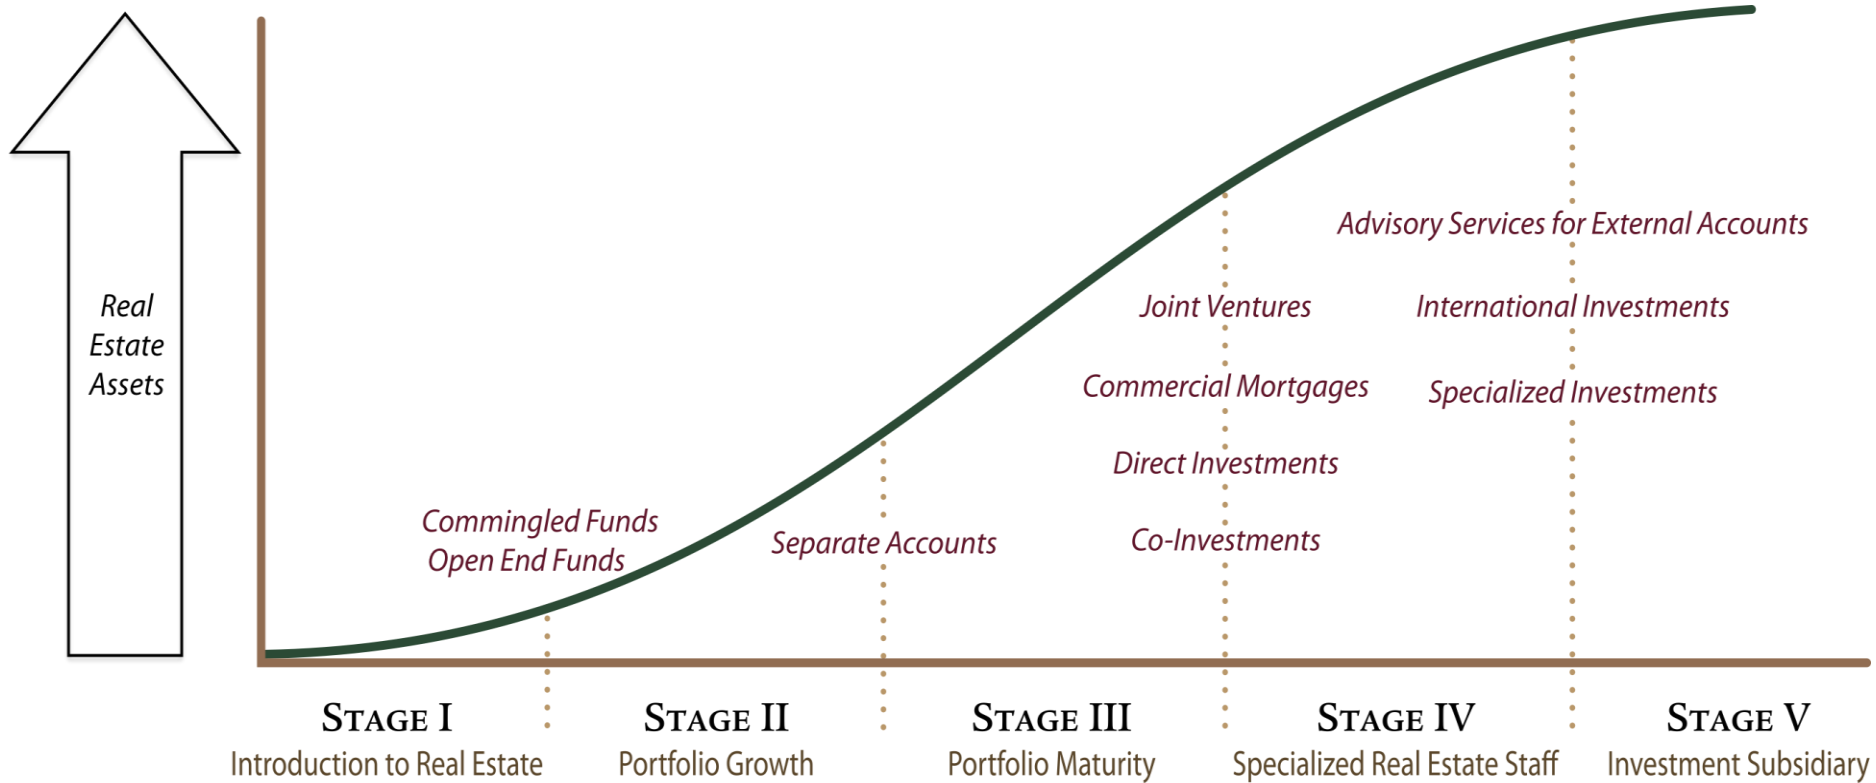 Real
Estate
Assets
Advisory Services for External Accounts
Joint Ventures
International Investments
Commercial Mortgages
Specialized Investments
Direct Investments
Commingled Funds
Open End Funds
Separate Accounts
Co-Investments
STAGE I
STAGE II
STAGE III
STAGE IV
STAGE V
Introduction to Real Estate
Portfolio Growth
Portfolio Maturity
Specialized Real Estate Staff
Investment Subsidiary